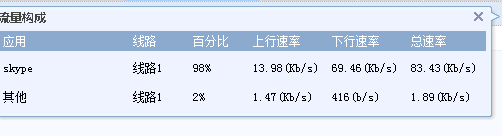 流量构成
应用 线路 百分比 上行速率 下行速率 总速率
skype 线路1 98% 13.98(Kb/s) 69.46(Kb/s) 83.43(Kb/s)
其他 线路1 2% 1.47(Kb/s) 416(b/s) 1.89(Kb/s)